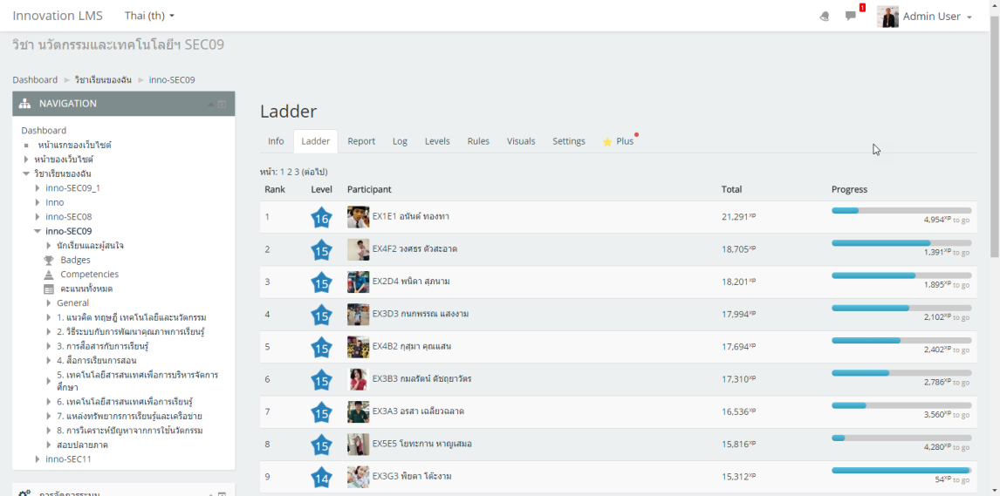 Innovation LMS Thai (th)
1
Admin User
วิชา นวัตกรรมและเทคโนโลยีฯ SEC09
Dashboard วิชาเรียนของฉัน inno-SEC09
NAVIGATION
Dashboard
หน้าแรกของเว็บไซต์
หน้าของเว็บไซต์
วิชาเรียนของฉัน
inno-SEC09_1
Inno
inno-SEC08
inno-SEC09
นักเรียนและผู้สนใจ
Badges
Competencies
คะแนนทั้งหมด
General
1. แนวคิด ทฤษฎี เทคโนโลยีและนวัตกรรม
2. วิธีระบบกับการพัฒนาคุณภาพการเรียนรู้
3. การสื่อสารกับการเรียนรู้
4. สื่อการเรียนการสอน
5. เทคโนโลยีสารสนเทศเพื่อการบริหารจัดการ
ศึกษา
6. เทคโนโลยีสารสนเทศเพื่อการเรียนรู้
7. แหล่งทรัพยากรการเรียนรู้และเครือข่าย
8. การวิเคราะห์ปัญหาจากการใช้นวัตกรรม
สอบปลายภาค
inno-SEC11
การจัดการระบบ
Ladder
Info Ladder Report Log Levels Rules Visuals Settings Plus
หน้า: 1 2 3 (ต่อไป)
Rank Level Participant Total Progress
1 16 EX1E1 อนันต์ ทองทา 21,291xp 4,954xp to go
2 15 EX4F2 วงศธร ตัวสะอาด 18,705xp 1,391xp to go
3 15 EX2D4 พนิดา สุภนาม 18,201xp 1,895xp to go
4 15 EX3D3 กนกพรรณ แสงงาม 17,994xp 2,102xp to go
5 15 EX4B2 กุสุมา คุณแสน 17,694xp 2,402xp to go
6 15 EX3B3 กมลรัตน์ ดัชฤยาวัตร 17,310xp 2,786xp to go
7 15 EX3A3 อรสา เฉลียวฉลาด 16,536xp 3,560xp to go
8 15 EX5E5 โยทะกาน หาญเสมอ 15,816xp 4,280xp to go
9 14 EX3G3 พิยดา โต๊ะงาม 15,312xp 54xp to go